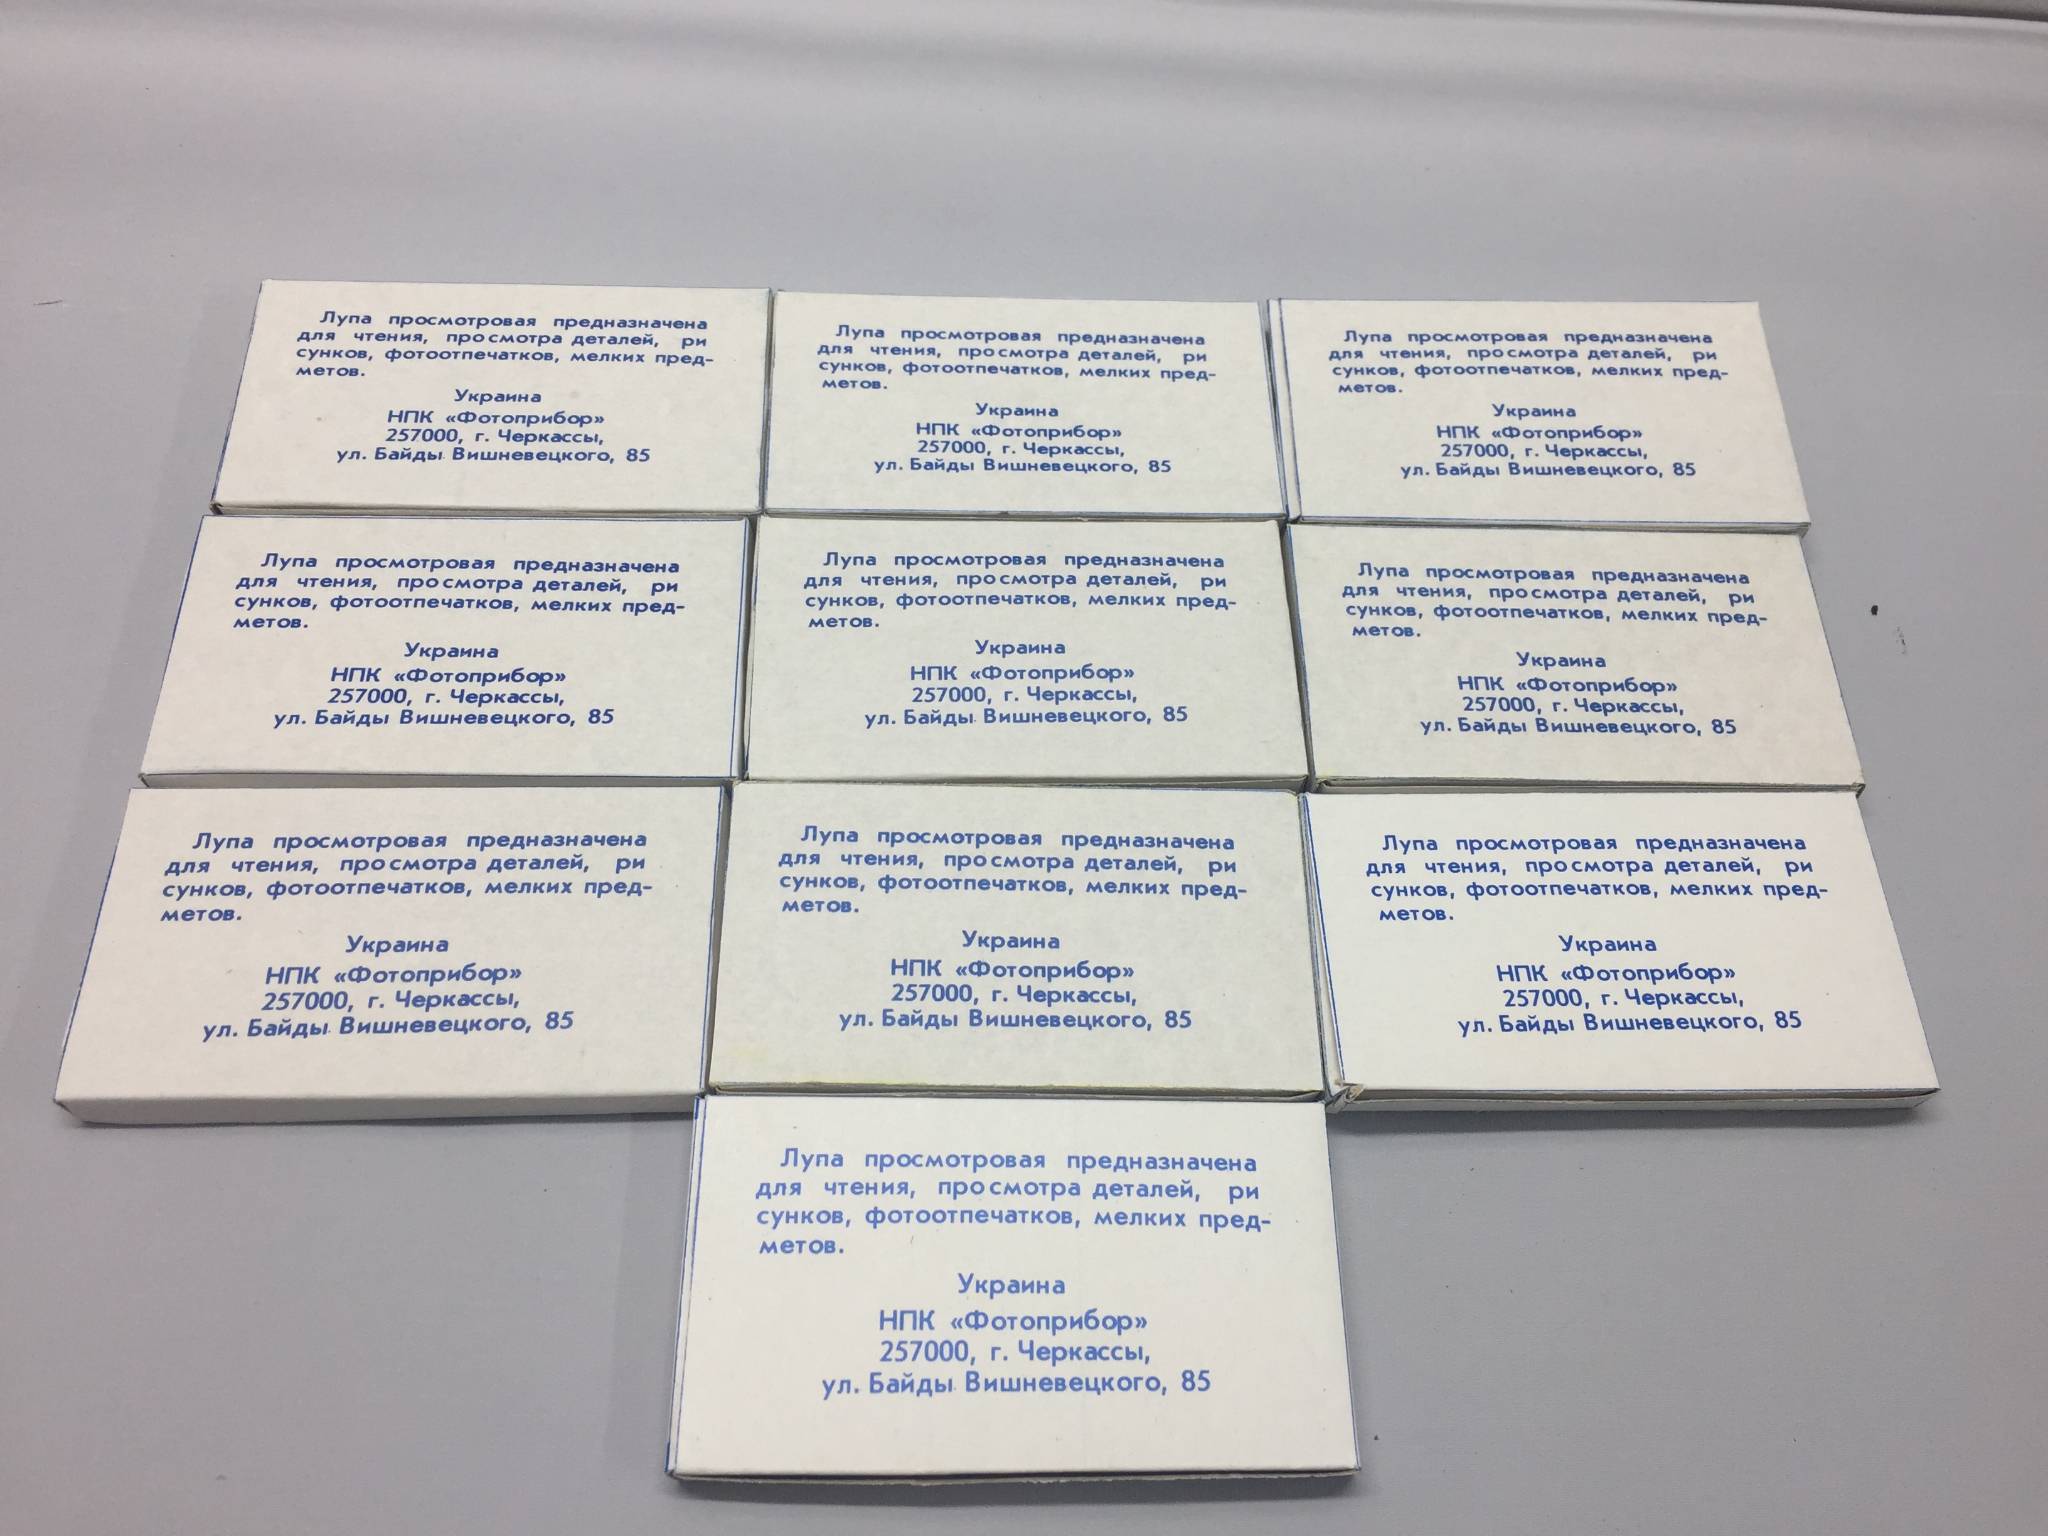 Лупа просмотровая предназначена
для чтения, просмотра деталей, ри
сунков, фотоотпечатков, мелких пред-
метов.
Украина
НПК «Фотоприбор»
257000, г. Черкассы,
ул. Байды Вишневецкого, 85
Лупа просмотровая предназначена
для чтения, просмотра деталей, ри
сунков, фотоотпечатков, мелких пред-
метов.
Украина
НПК «Фотоприбор»
257000, г. Черкассы,
ул. Байды Вишневецкого, 85
Лупа просмотровая предназначена
для чтения, просмотра деталей, ри
сунков, фотоотпечатков, мелких пред-
метов.
Украина
НПК «Фотоприбор»
257000, г. Черкассы,
ул. Байды Вишневецкого, 85
Лупа просмотровая предназначена
для чтения, просмотра деталей, ри
сунков, фотоотпечатков, мелких пред-
метов.
Украина
НПК «Фотоприбор»
257000, г. Черкассы,
ул. Байды Вишневецкого, 85
Лупа просмотровая предназначена
для чтения, просмотра деталей, ри
сунков, фотоотпечатков, мелких пред-
метов.
Украина
НПК «Фотоприбор»
257000, г. Черкассы,
ул. Байды Вишневецкого, 85
Лупа просмотровая предназначена
для чтения, просмотра деталей, ри
сунков, фотоотпечатков, мелких пред-
метов.
Украина
НПК «Фотоприбор»
257000, г. Черкассы,
ул. Байды Вишневецкого, 85
Лупа просмотровая предназначена
для чтения, просмотра деталей, ри
сунков, фотоотпечатков, мелких пред-
метов.
Украина
НПК «Фотоприбор»
257000, г. Черкассы,
ул. Байды Вишневецкого, 85
Лупа просмотровая предназначена
для чтения, просмотра деталей, ри
сунков, фотоотпечатков, мелких пред-
метов.
Украина
НПК «Фотоприбор»
257000, г. Черкассы,
ул. Байды Вишневецкого, 85
Лупа просмотровая предназначена
для чтения, просмотра деталей, ри
сунков, фотоотпечатков, мелких пред-
метов.
Украина
НПК «Фотоприбор»
257000, г. Черкассы,
ул. Байды Вишневецкого, 85
Лупа просмотровая предназначена
для чтения, просмотра деталей, ри
сунков, фотоотпечатков, мелких пред-
метов.
Украина
НПК «Фотоприбор»
257000, г. Черкассы,
ул. Байды Вишневецкого, 85